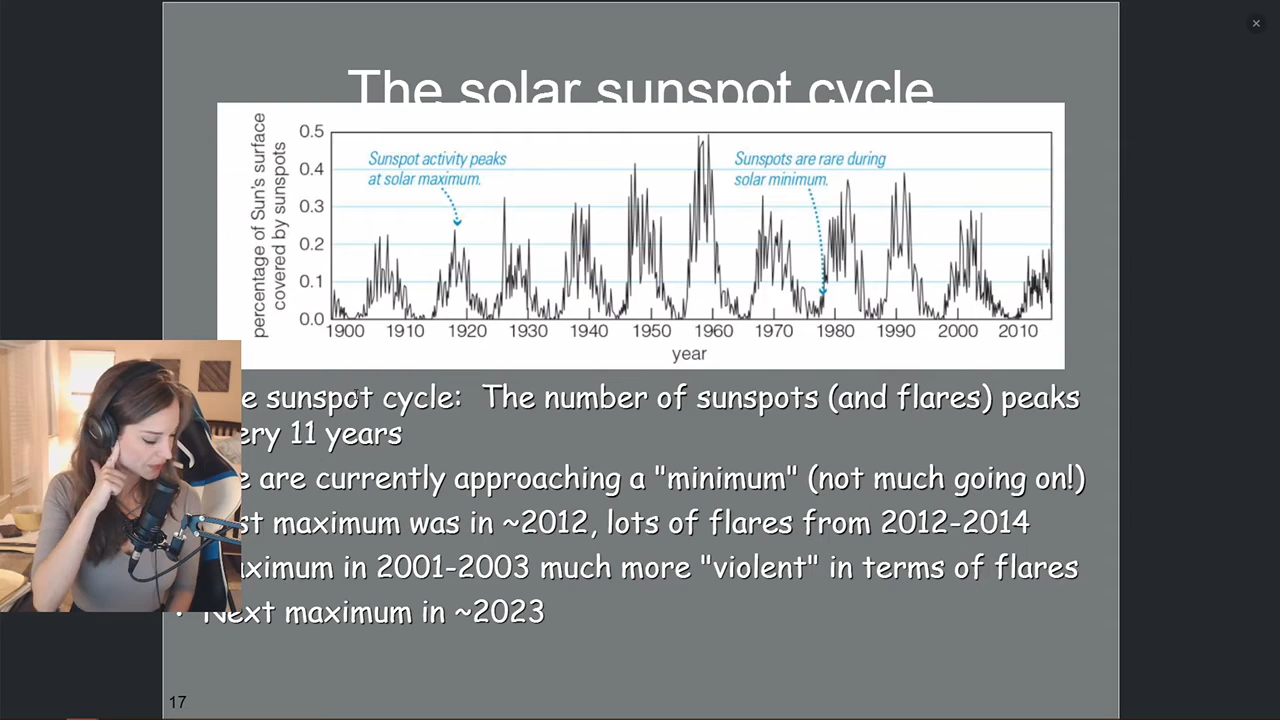 The solar sunspot cycle
percentage of Sun's surface
covered by sunspots
0.5
0.4
0.3
0.2
0.1
0.0
Sunspot activity peaks
at solar maximum.
Sunspots are rare during
solar minimum.
1900 1910 1920 1930 1940 1950 1960 1970 1980 1990 2000 2010
year
sunspot cycle: The number of sunspots (and flares) peaks
11 years
are currently approaching a "minimum" (not much going on!)
maximum was in ~2012, lots of flares from 2012-2014
in 2001-2003 much more "violent" in terms of flares
• Next maximum in ~2023
17